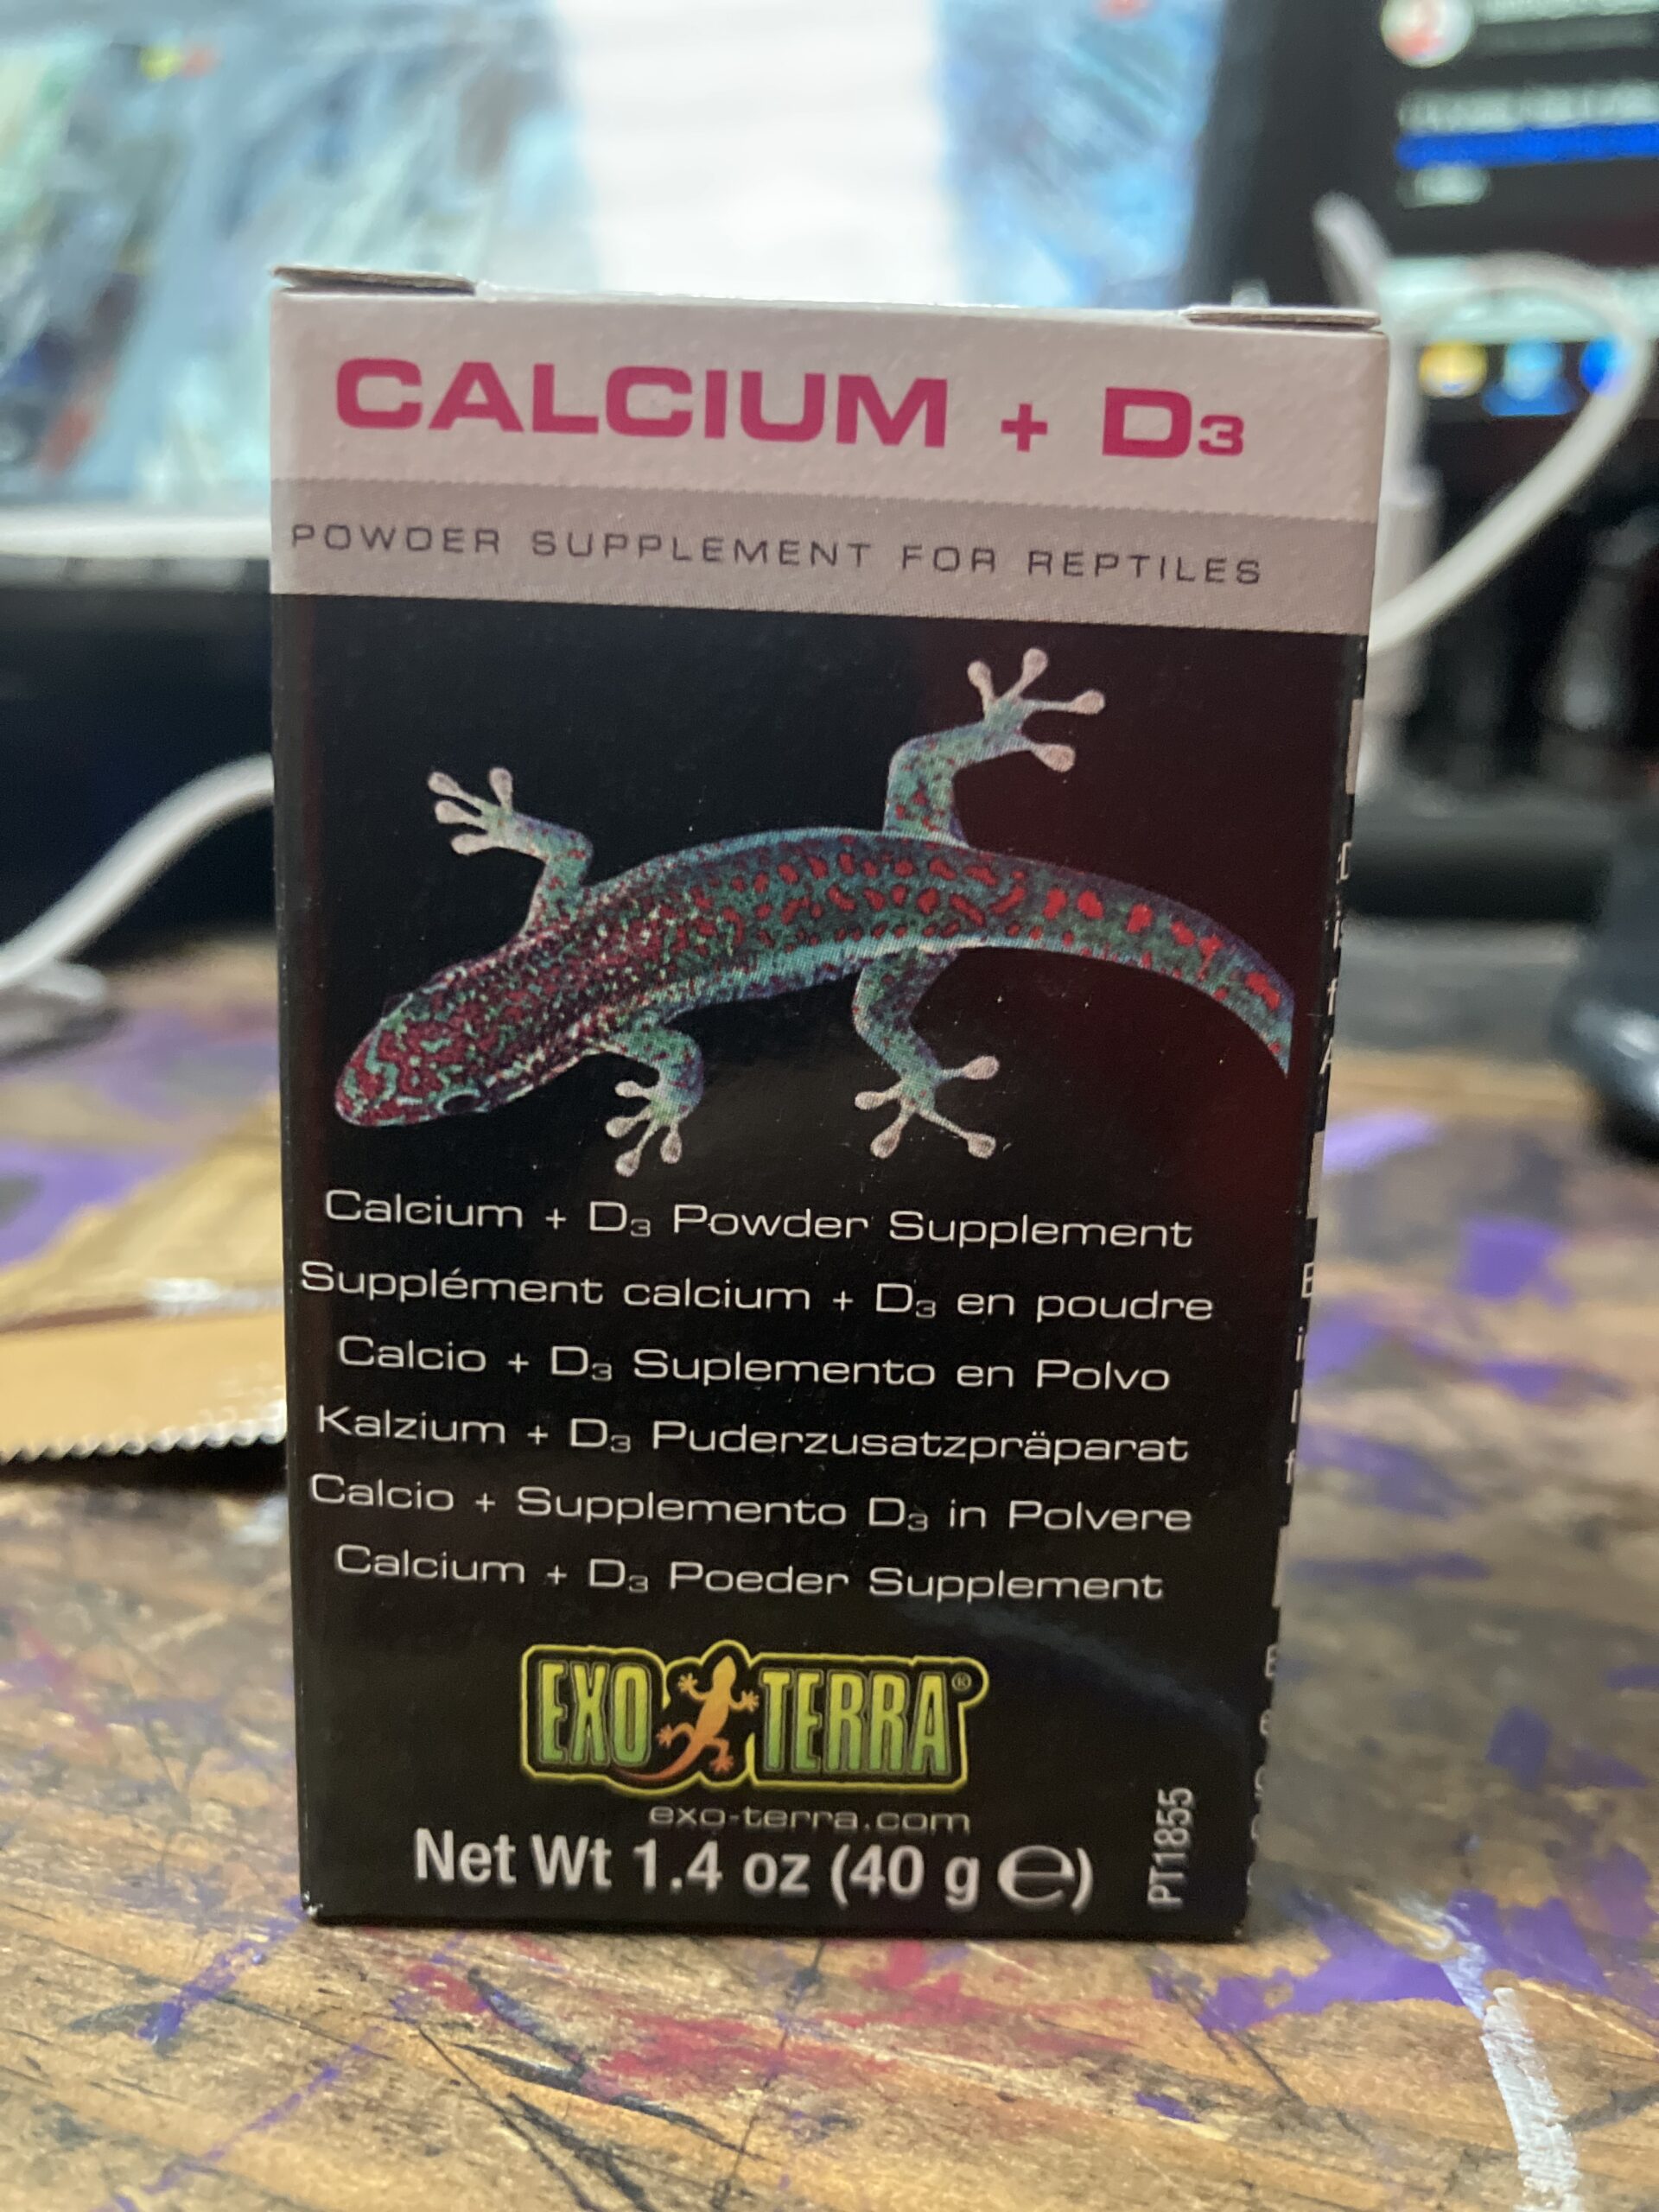 CALCIUM + D3
POWDER SUPPLEMENT FOR REPTILES
Calcium + D3 Powder Supplement
Supplément calcium + D3 en poudre
Calcio + D3 Suplemento en Polvo
Kalzium + D3 Puderzusatzpräparat
Calcio + Supplemento D3 in Polvere
Calcium + D3 Poeder Supplement
EXO TERRA®
exo-terra.com
Net Wt 1.4 oz (40 g ℮)
PT1855